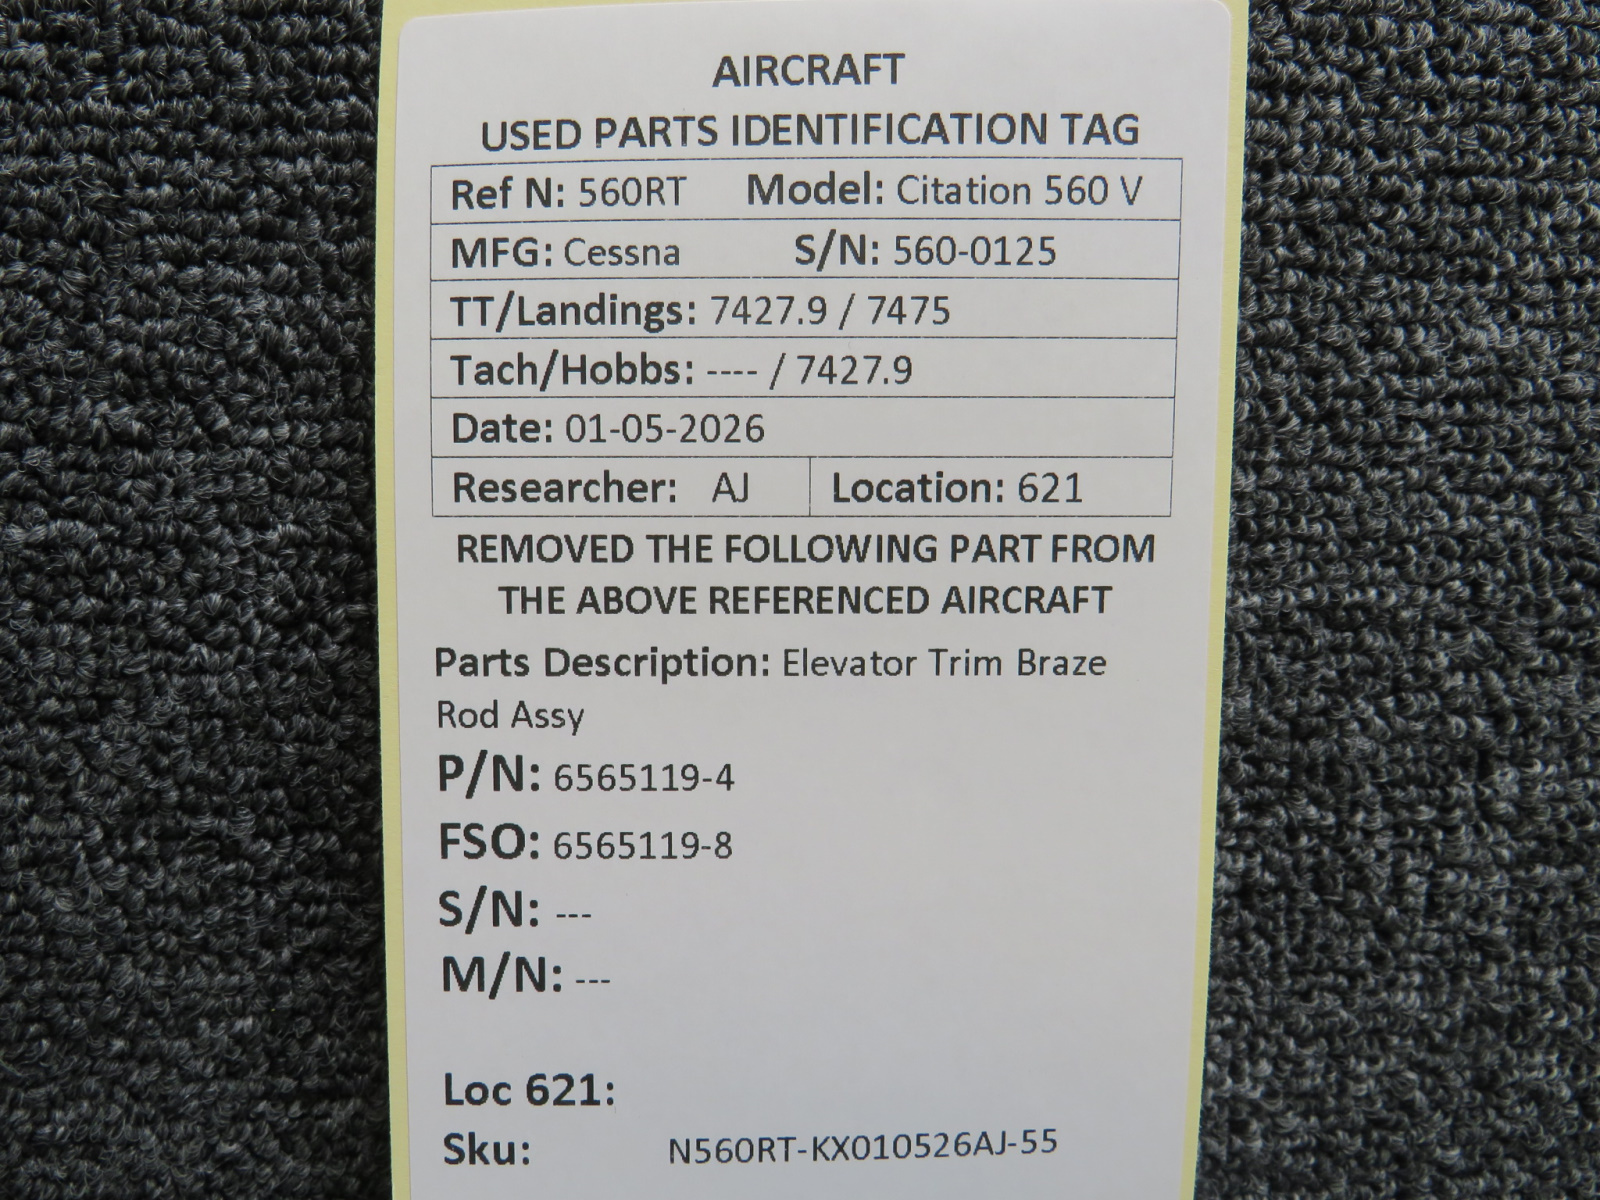 AIRCRAFT
USED PARTS IDENTIFICATION TAG
Ref N: 560RT Model: Citation 560 V
MFG: Cessna S/N: 560-0125
TT/Landings: 7427.9 / 7475
Tach/Hobbs: ---- / 7427.9
Date: 01-05-2026
Researcher: AJ Location: 621
REMOVED THE FOLLOWING PART FROM
THE ABOVE REFERENCED AIRCRAFT
Parts Description: Elevator Trim Braze
Rod Assy
P/N: 6565119-4
FSO: 6565119-8
S/N: ---
M/N: ---
Loc 621:
Sku: N560RT-KX010526AJ-55